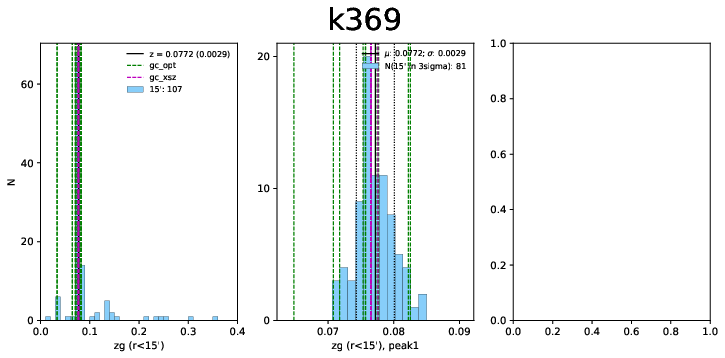 k369
z = 0.0772 (0.0029)
gc_opt
gc_xsz
15': 107
N
60
40
20
0
0.0 0.1 0.2 0.3 0.4
zg (r<15')
μ: 0.0772; σ: 0.0029
N(15' in 3sigma): 81
20
10
0
0.07 0.08 0.09
zg (r<15'), peak1
1.0
0.8
0.6
0.4
0.2
0.0
0.0 0.2 0.4 0.6 0.8 1.0